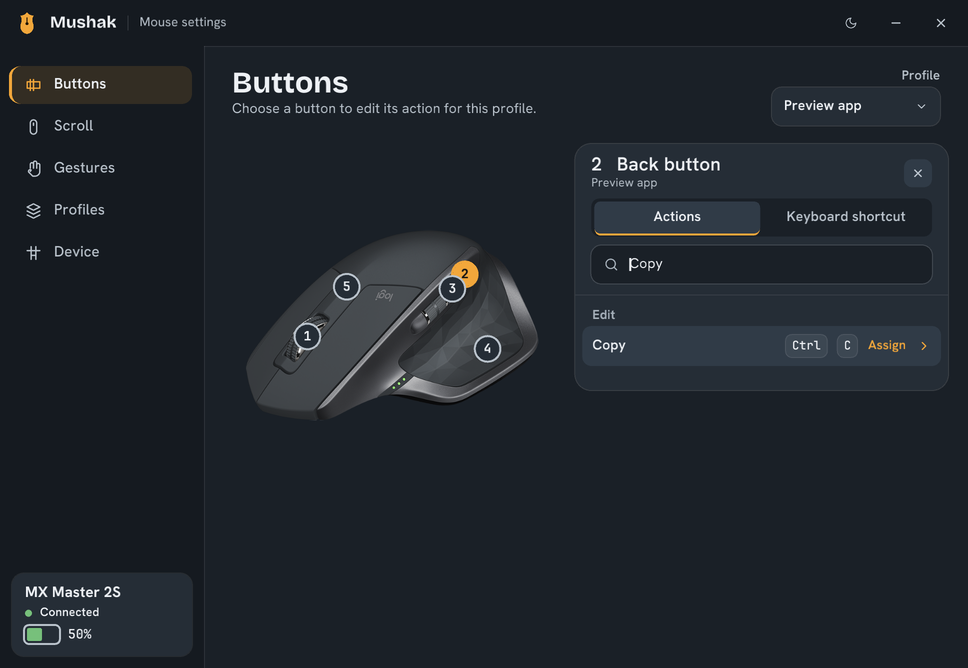 Mushak
Mouse settings
Buttons
Scroll
Gestures
Profiles
Device
MX Master 2S
Connected
50%
Buttons
Choose a button to edit its action for this profile.
Profile
Preview app
5
logi
2
3
1
4
2 Back button
Preview app
Actions
Keyboard shortcut
Copy
Edit
Copy Ctrl C Assign